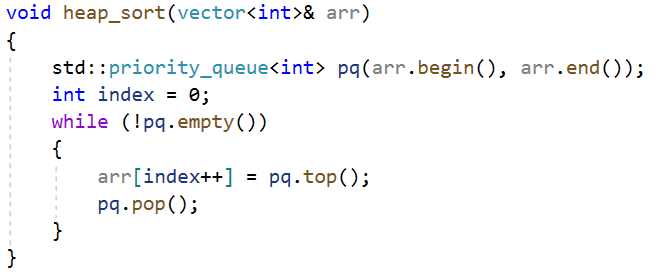 void heap_sort(vector<int>& arr)
{
    std::priority_queue<int> pq(arr.begin(), arr.end());
    int index = 0;
    while (!pq.empty())
    {
        arr[index++] = pq.top();
        pq.pop();
    }
}